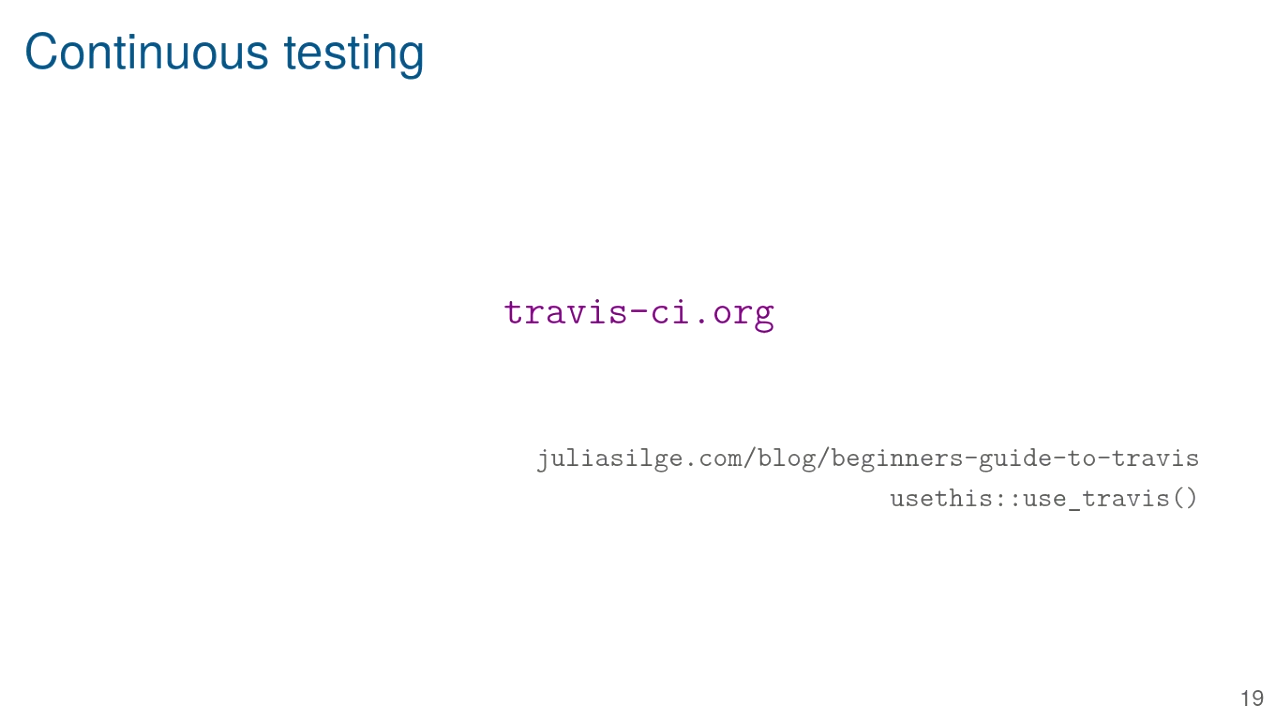 Continuous testing
travis-ci.org
juliasilge.com/blog/beginners-guide-to-travis
usethis::use_travis()
19